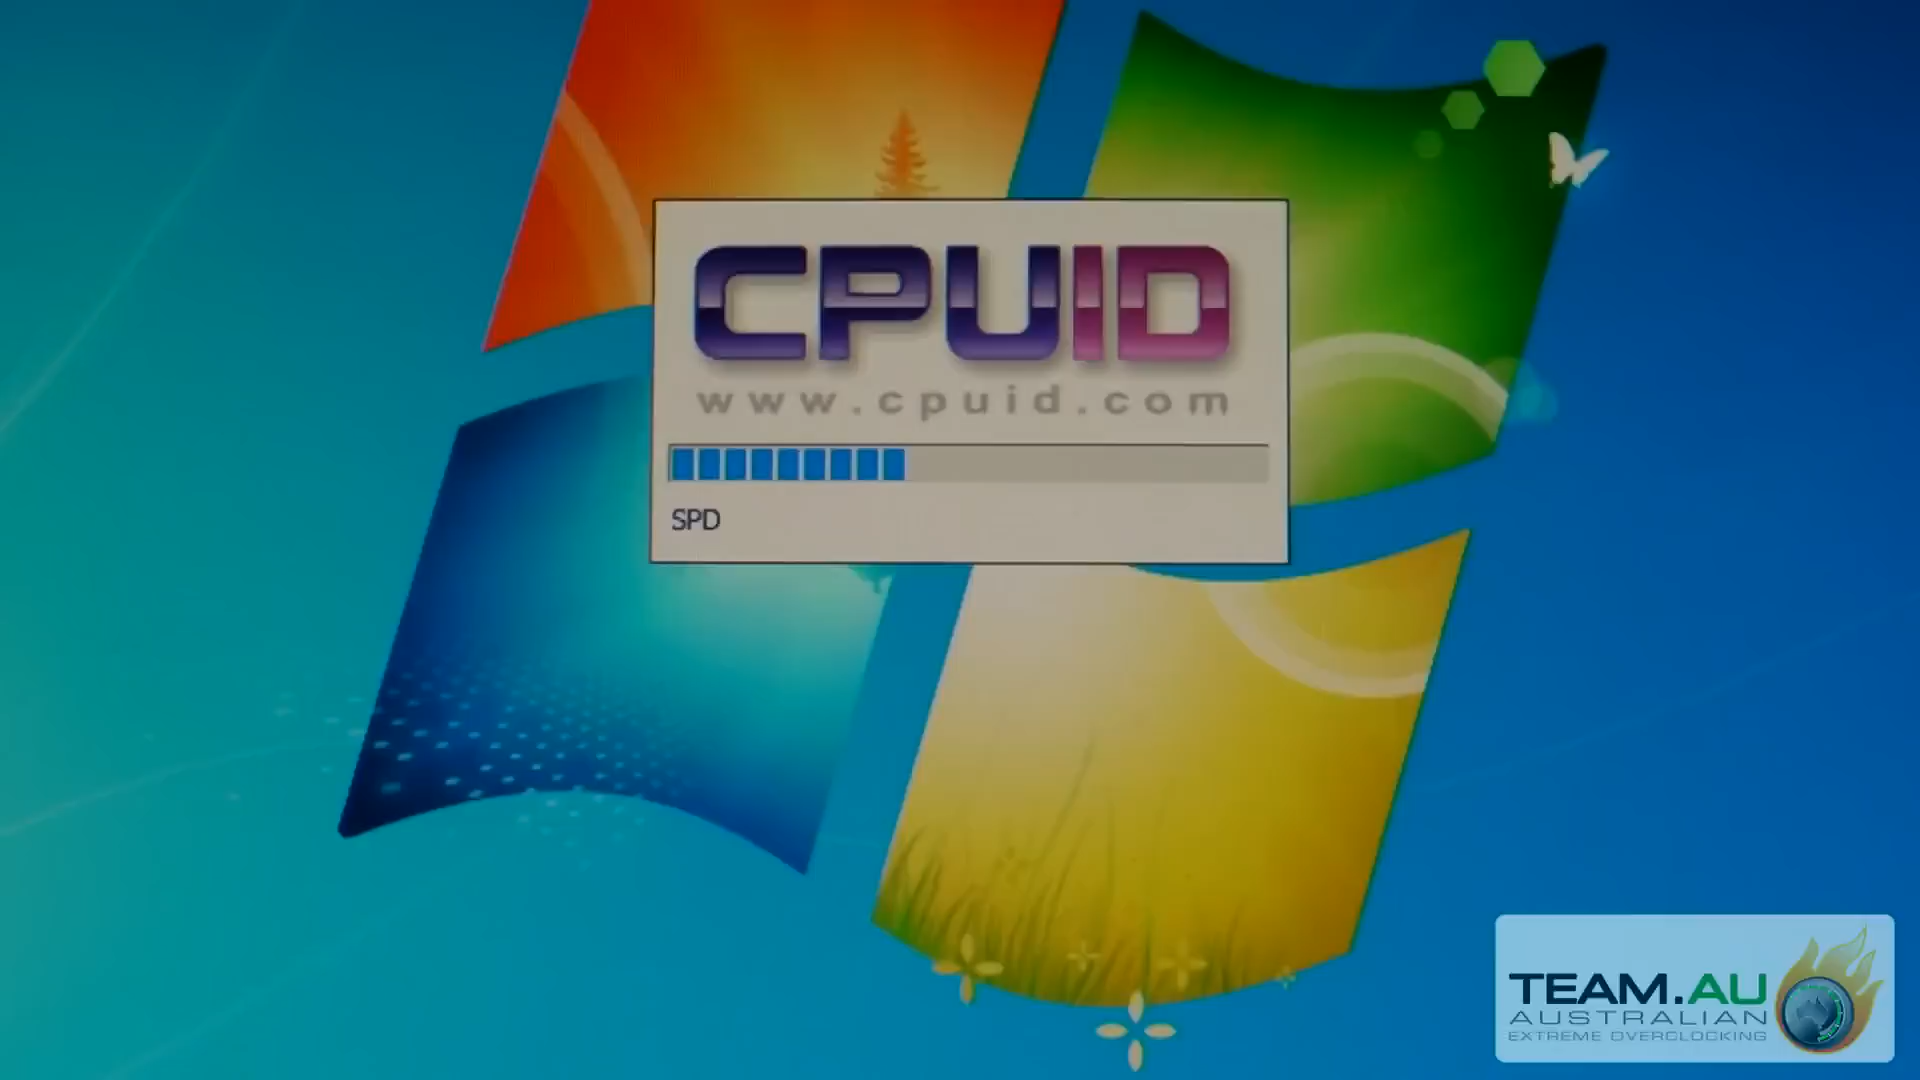 CPUID
www.cpuid.com
SPD
TEAM.AU
AUSTRALIAN
EXTREME OVERCLOCKING